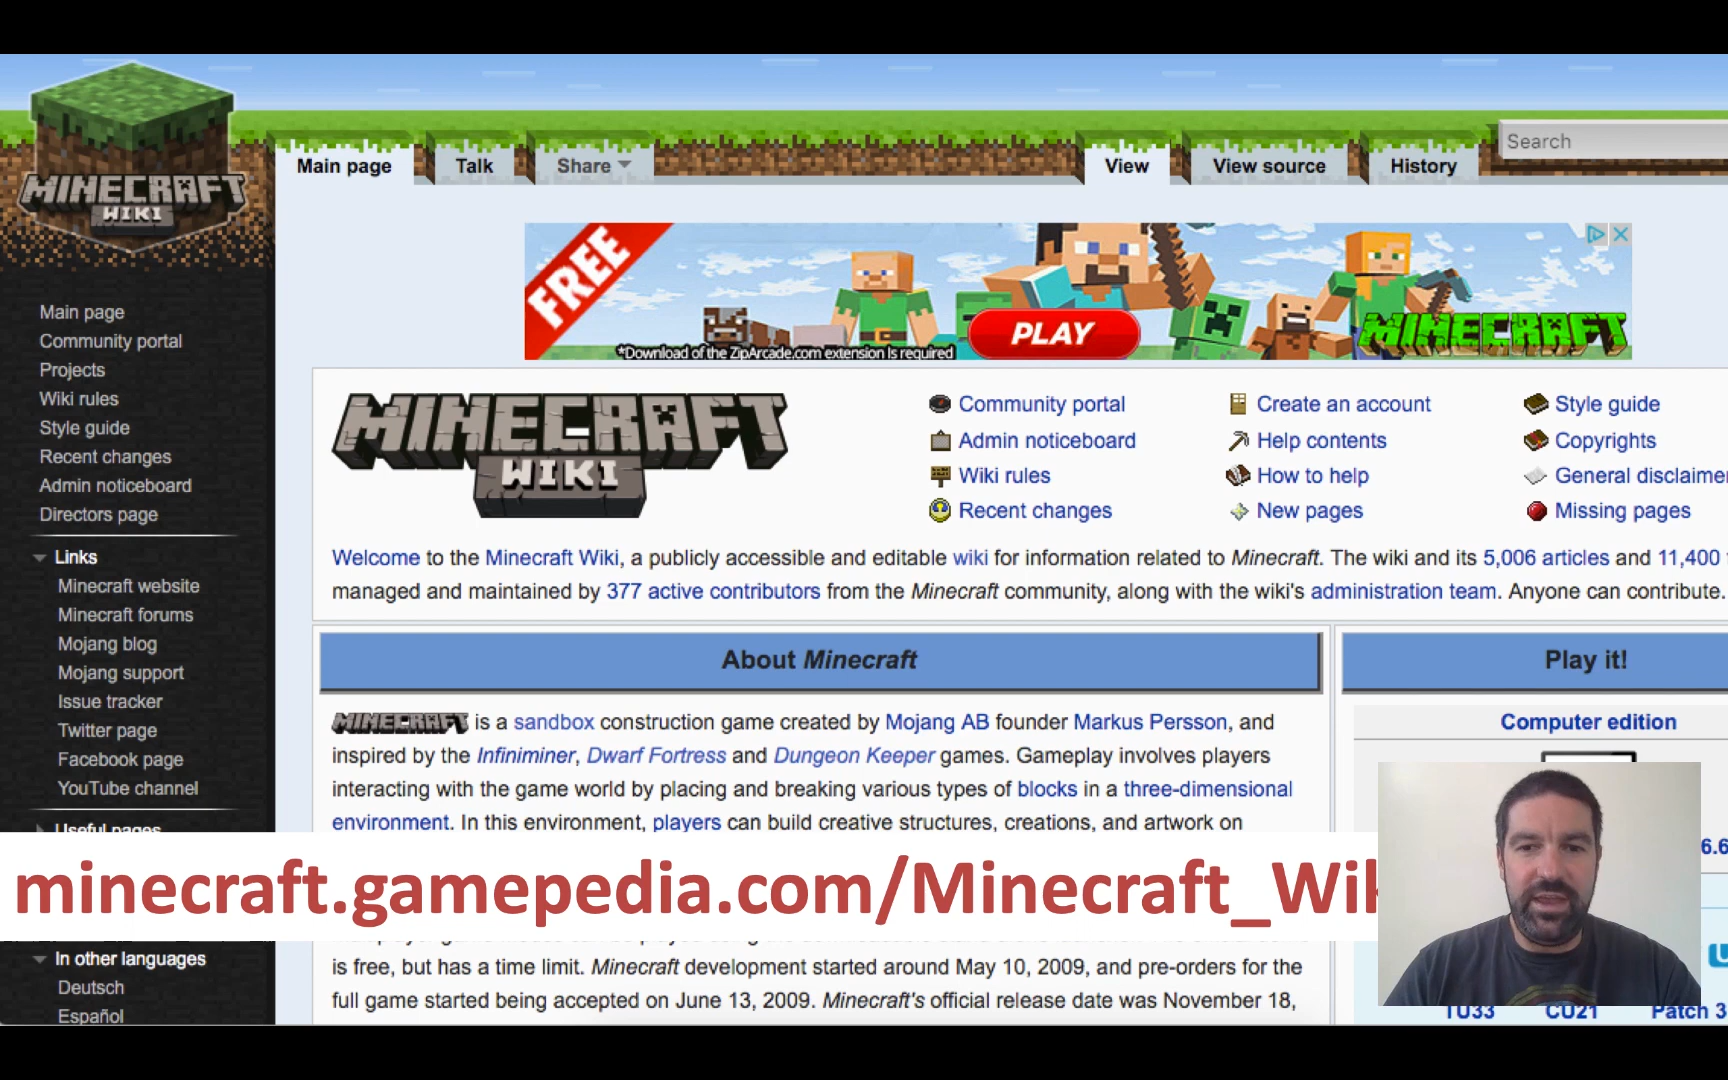 MINECRAFT
WIKI
Main page
Talk
Share
View
View source
History
Search
FREE
PLAY
MINECRAFT
*Download of the ZipArcade.com extension is required
Main page
Community portal
Projects
Wiki rules
Style guide
Recent changes
Admin noticeboard
Directors page
Links
Minecraft website
Minecraft forums
Mojang blog
Mojang support
Issue tracker
Twitter page
Facebook page
YouTube channel
Useful pages
In other languages
Deutsch
Español
MINECRAFT
WIKI
Community portal
Admin noticeboard
Wiki rules
Recent changes
Create an account
Help contents
How to help
New pages
Style guide
Copyrights
General disclaimer
Missing pages
Welcome to the Minecraft Wiki, a publicly accessible and editable wiki for information related to Minecraft. The wiki and its 5,006 articles and 11,400
managed and maintained by 377 active contributors from the Minecraft community, along with the wiki's administration team. Anyone can contribute.
About Minecraft
MINECRAFT is a sandbox construction game created by Mojang AB founder Markus Persson, and
inspired by the Infiniminer, Dwarf Fortress and Dungeon Keeper games. Gameplay involves players
interacting with the game world by placing and breaking various types of blocks in a three-dimensional
environment. In this environment, players can build creative structures, creations, and artwork on
minecraft.gamepedia.com/Minecraft_Wik
is free, but has a time limit. Minecraft development started around May 10, 2009, and pre-orders for the
full game started being accepted on June 13, 2009. Minecraft's official release date was November 18,
Play it!
Computer edition
6.6
TU33
CU21
Patch 3